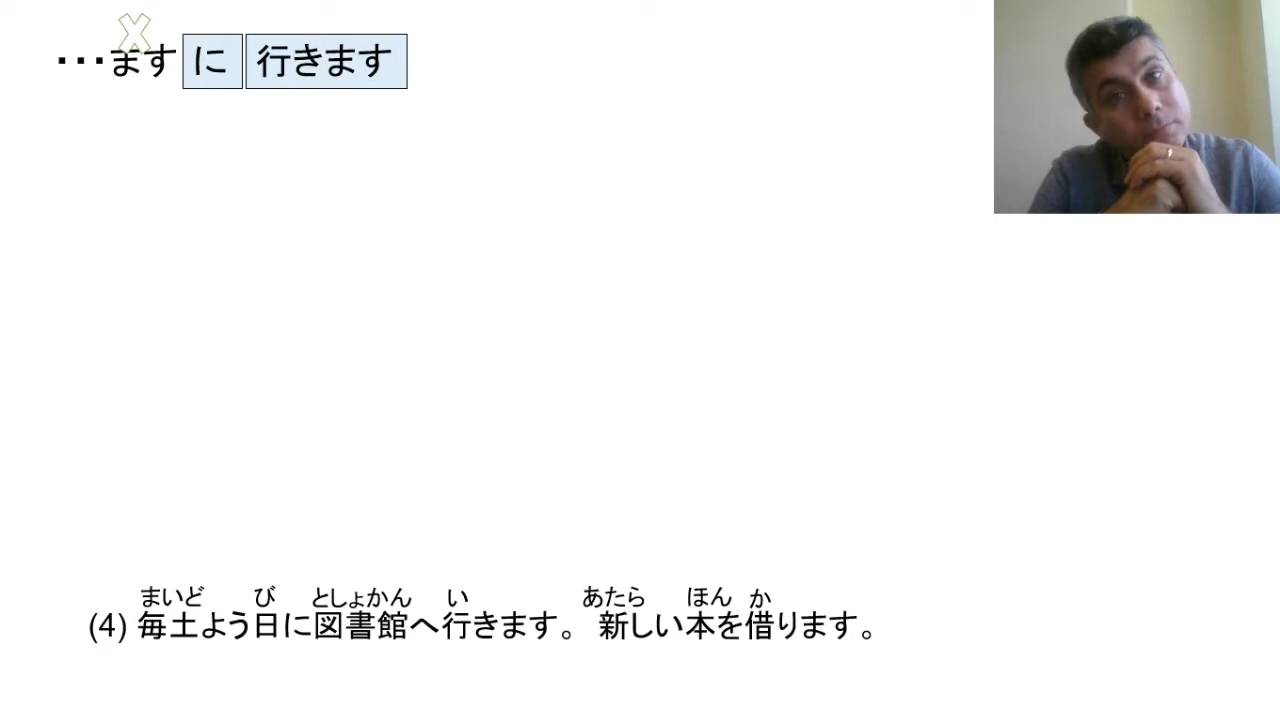 ・・・ます に 行きます
まいど び としょかん い あたら ほん か
(4) 毎土よう日に図書館へ行きます。 新しい本を借ります。